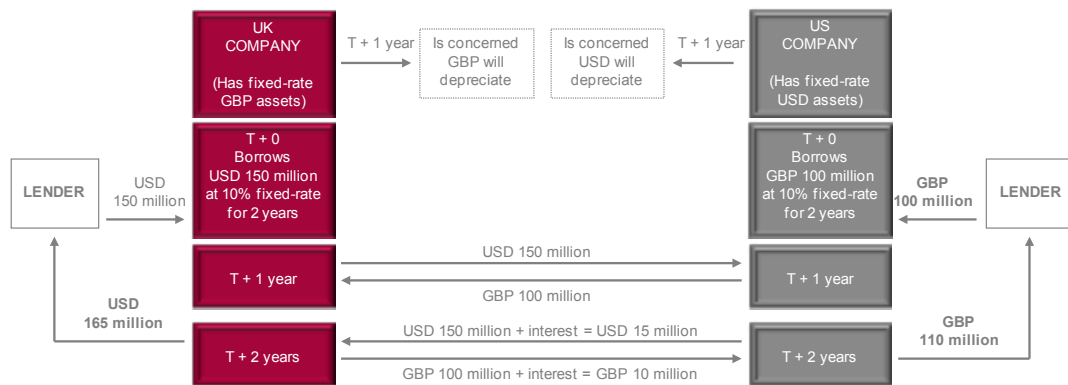 UK
COMPANY
(Has fixed-rate
GBP assets)
T + 1 year
Is concerned
GBP will
depreciate
Is concerned
USD will
depreciate
T + 1 year
US
COMPANY
(Has fixed-rate
USD assets)
LENDER
USD
150 million
T + 0
Borrows
USD 150 million
at 10% fixed-rate
for 2 years
T + 0
Borrows
GBP 100 million
at 10% fixed-rate
for 2 years
GBP
100 million
LENDER
T + 1 year
USD 150 million
GBP 100 million
T + 1 year
USD
165 million
T + 2 years
USD 150 million + interest = USD 15 million
GBP 100 million + interest = GBP 10 million
T + 2 years
GBP
110 million